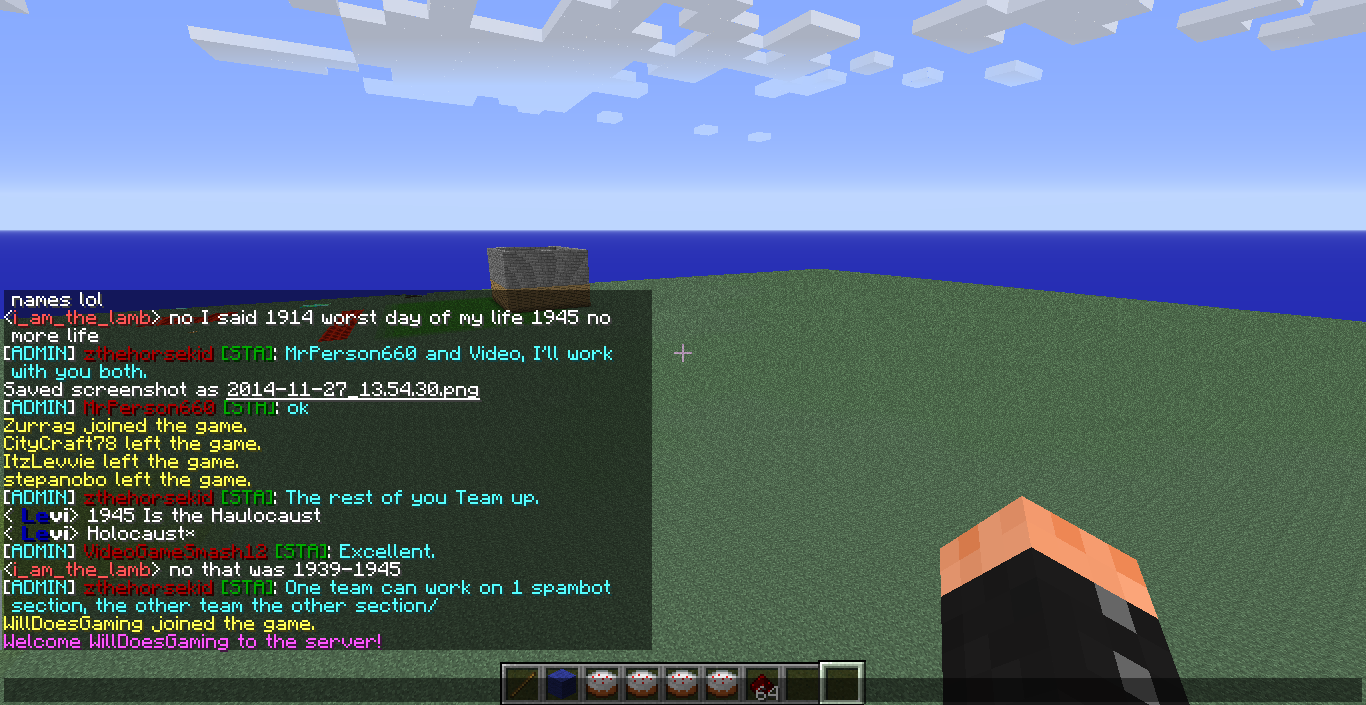 names lol
<i_am_the_lamb> no I said 1914 worst day of my life 1945 no
more life
[ADMIN] zthehorsekid [STA]: MrPerson660 and Video, I'll work
with you both.
Saved screenshot as 2014-11-27_13.54.30.png
[ADMIN] MrPerson660 [STA]: ok
Zurrag joined the game.
CityCraft78 left the game.
ItzLevvie left the game.
stepanobo left the game.
[ADMIN] zthehorsekid [STA]: The rest of you Team up.
< Levi> 1945 Is the Haulocaust
< Levi> Holocaust*
[ADMIN] VideoGameSmash12 [STA]: Excellent.
<i_am_the_lamb> no that was 1939-1945
[ADMIN] zthehorsekid [STA]: One team can work on 1 spambot
section, the other team the other section/
WillDoesGaming joined the game.
Welcome WillDoesGaming to the server!
64